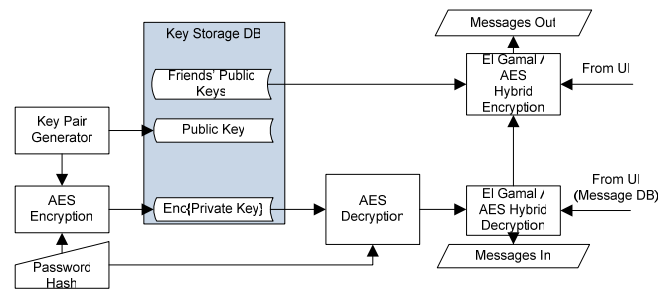 Messages Out
Key Storage DB
Friends' Public
Keys
El Gamal /
AES
Hybrid
Encryption
From UI
Key Pair
Generator
Public Key
AES
Encryption
Enc{Private Key}
AES
Decryption
El Gamal /
AES Hybrid
Decryption
From UI
(Message DB)
Password
Hash
Messages In